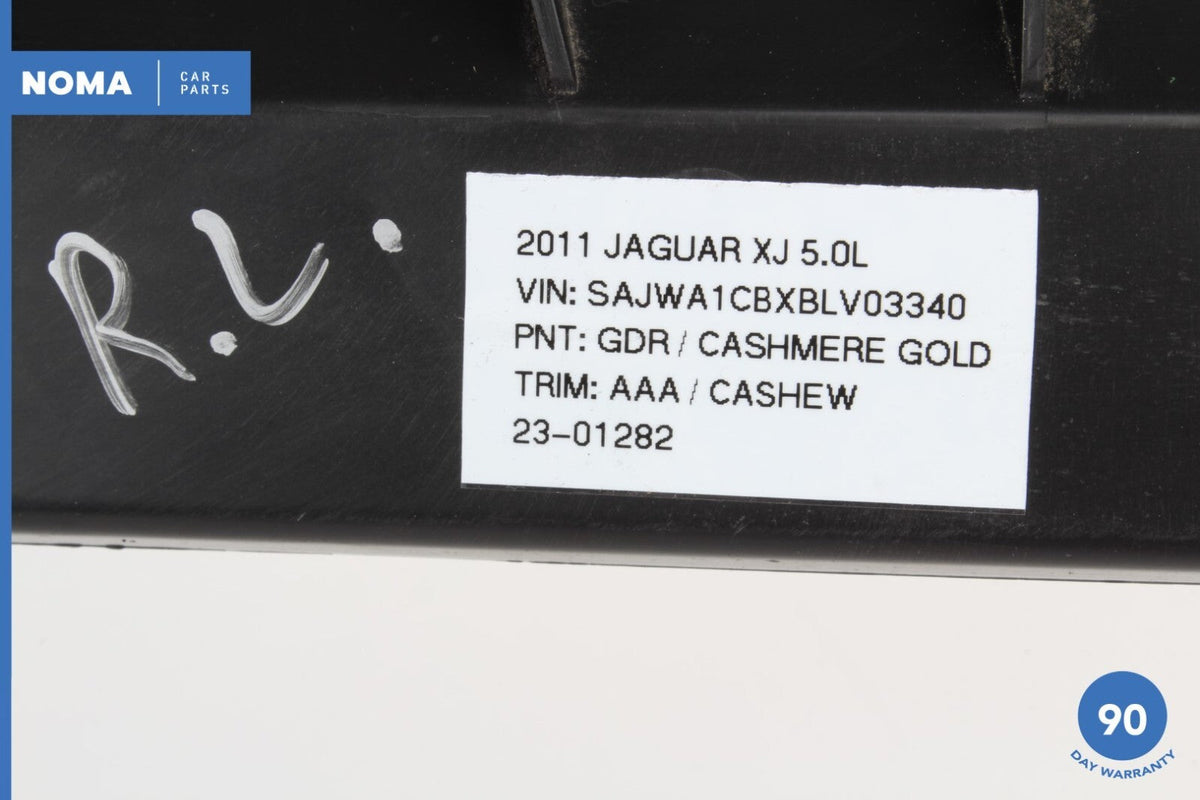 NOMA
CAR
PARTS
R.L.
2011 JAGUAR XJ 5.0L
VIN: SAJWA1CBXBLV03340
PNT: GDR / CASHMERE GOLD
TRIM: AAA / CASHEW
23-01282
90
DAY WARRANTY